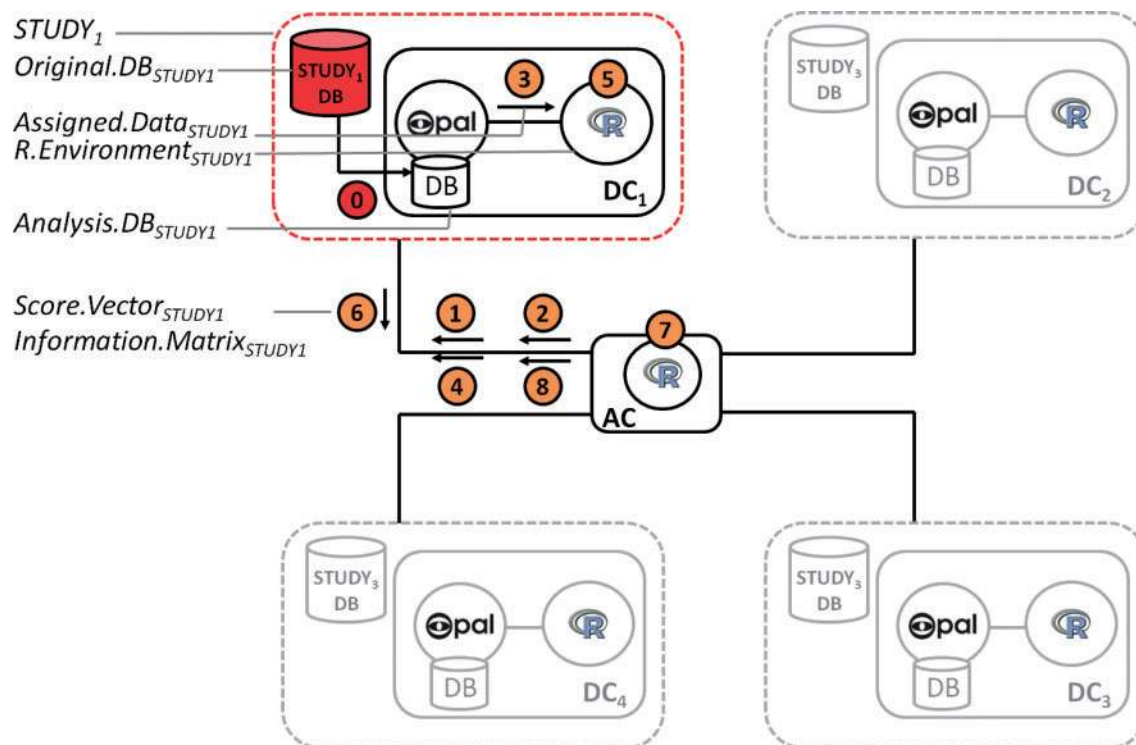 STUDY1
Original.DBSTUDY1
Assigned.DataSTUDY1
R.EnvironmentSTUDY1
Analysis.DBSTUDY1
STUDY1
DB
0
opal
DB
3
5
R
DC1
STUDY3
DB
opal
DB
R
DC2
Score.VectorSTUDY1
Information.MatrixSTUDY1
6
1
2
4
8
7
R
AC
STUDY3
DB
opal
DB
R
DC4
STUDY3
DB
opal
DB
R
DC3